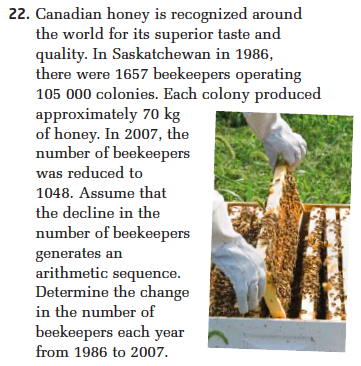 22. Canadian honey is recognized around
the world for its superior taste and
quality. In Saskatchewan in 1986,
there were 1657 beekeepers operating
105 000 colonies. Each colony produced
approximately 70 kg
of honey. In 2007, the
number of beekeepers
was reduced to
1048. Assume that
the decline in the
number of beekeepers
generates an
arithmetic sequence.
Determine the change
in the number of
beekeepers each year
from 1986 to 2007.